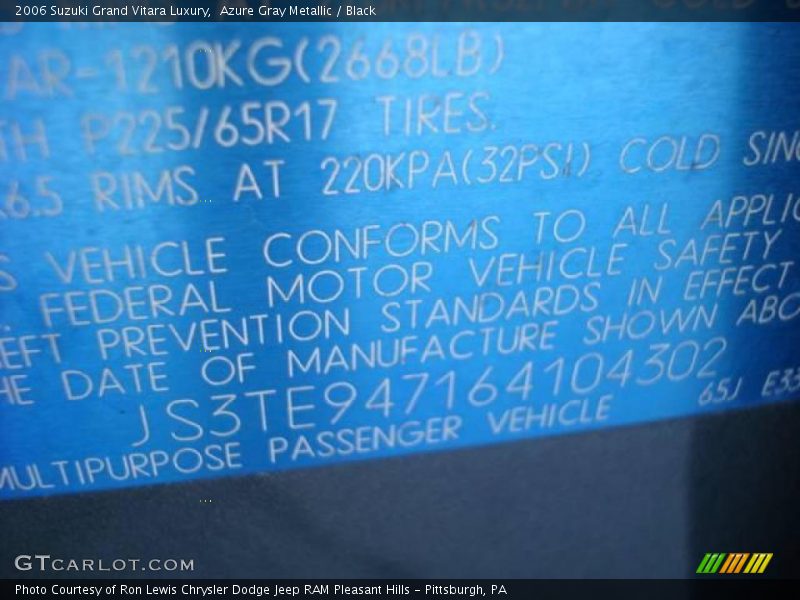 2006 Suzuki Grand Vitara Luxury, Azure Gray Metallic / Black
AR-1210KG(2668LB)
TH P225/65R17 TIRES.
6.5 RIMS AT 220KPA(32PSI) COLD SING
S VEHICLE CONFORMS TO ALL APPLIC
FEDERAL MOTOR VEHICLE SAFETY
EFT PREVENTION STANDARDS IN EFFECT
HE DATE OF MANUFACTURE SHOWN ABO
JS3TE947164104302 65J E33
MULTIPURPOSE PASSENGER VEHICLE
GTCARLOT.COM
Photo Courtesy of Ron Lewis Chrysler Dodge Jeep RAM Pleasant Hills - Pittsburgh, PA